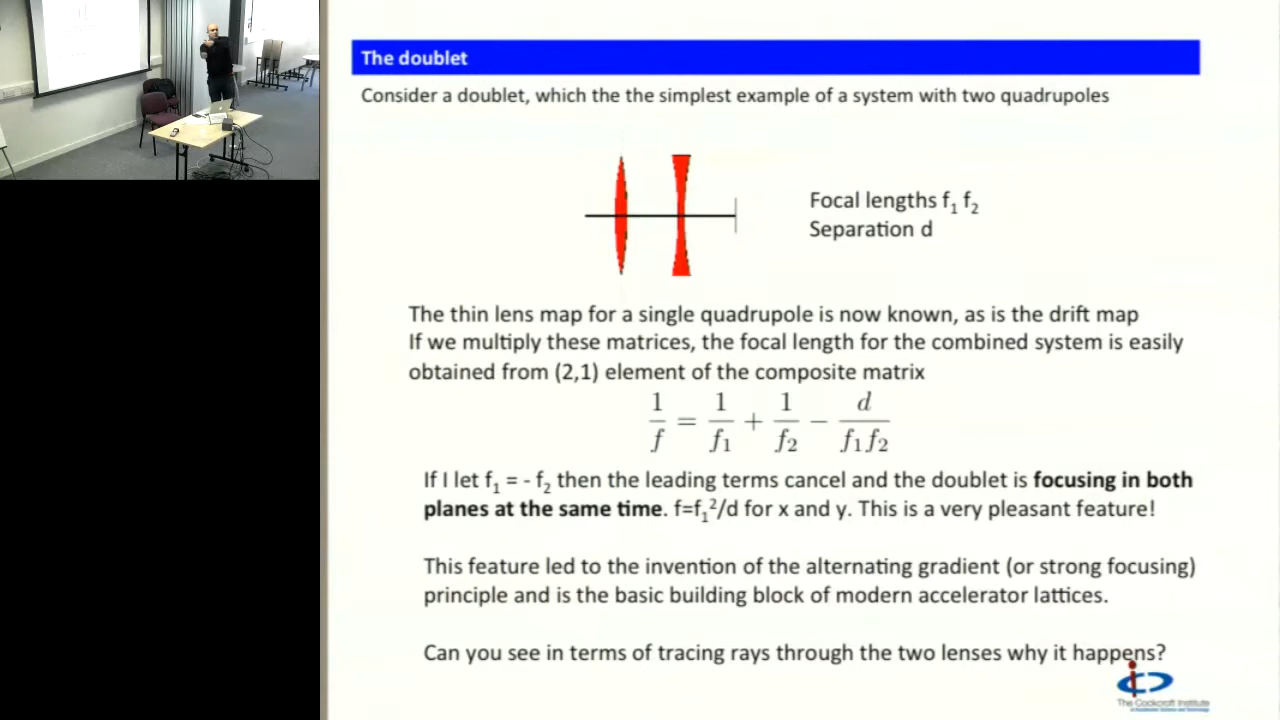 The doublet
Consider a doublet, which the the simplest example of a system with two quadrupoles
Focal lengths f₁ f₂
Separation d
The thin lens map for a single quadrupole is now known, as is the drift map
If we multiply these matrices, the focal length for the combined system is easily
obtained from (2,1) element of the composite matrix
1/f = 1/f₁ + 1/f₂ − d/f₁f₂
If I let f₁ = - f₂ then the leading terms cancel and the doublet is focusing in both
planes at the same time. f=f₁²/d for x and y. This is a very pleasant feature!
This feature led to the invention of the alternating gradient (or strong focusing)
principle and is the basic building block of modern accelerator lattices.
Can you see in terms of tracing rays through the two lenses why it happens?
The Cockcroft Institute